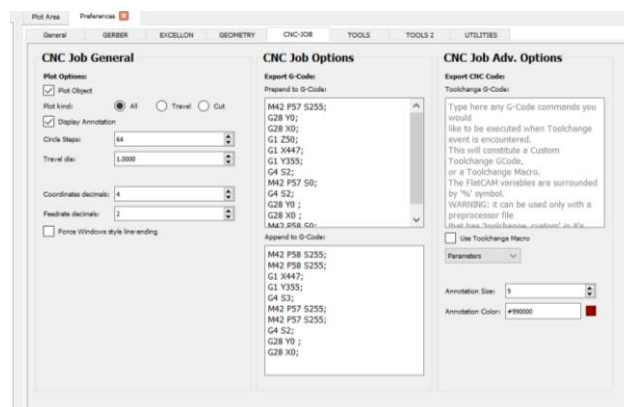 Plot Area Preferences
General GERBER EXCELLON GEOMETRY CNC-JOB TOOLS TOOLS 2 UTILITIES
CNC Job General
Plot Options:
Plot Object
Plot kind: All Travel Cut
Display Annotation
Circle Steps: 64
Travel dia: 1.0000
Coordinates decimals: 4
Feedrate decimals: 2
Force Windows style line-ending
CNC Job Options
Export G-Code:
Prepend to G-Code:
M42 P57 S255;
G28 Y0;
G28 X0;
G1 Z50;
G1 X447;
G1 Y355;
G4 S2;
M42 P57 S0;
G4 S2;
G28 Y0 ;
G28 X0 ;
M42 P58 S0;
Append to G-Code:
M42 P58 S255;
M42 P58 S255;
G1 X447;
G1 Y355;
G4 S3;
M42 P57 S255;
M42 P57 S255;
G4 S2;
G28 Y0 ;
G28 X0;
CNC Job Adv. Options
Export CNC Code:
Toolchange G-Code:
Type here any G-Code commands you
would
like to be executed when Toolchange
event is encountered.
This will constitute a Custom
Toolchange GCode,
or a Toolchange Macro.
The FlatCAM variables are surrounded
by '%' symbol.
WARNING: it can be used only with a
preprocessor file
that has 'toolchange_custom' in it's
Use Toolchange Macro
Parameters
Annotation Size: 9
Annotation Color: #990000